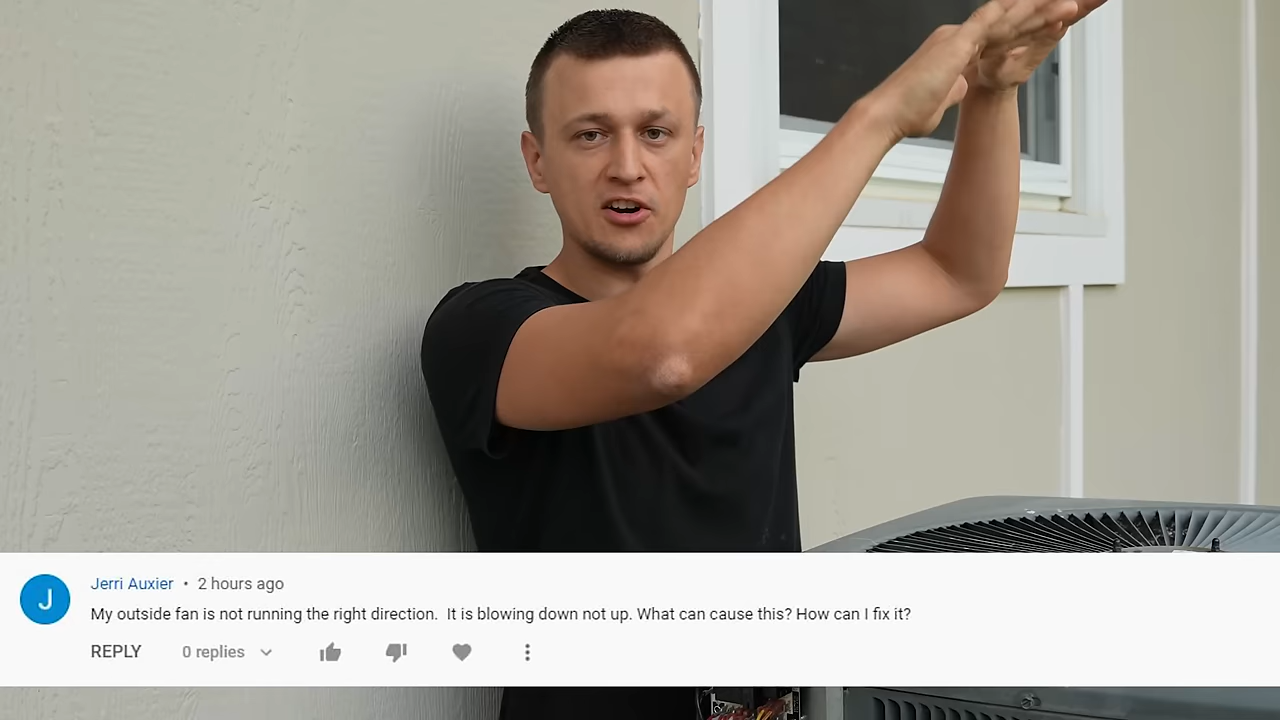 J
Jerri Auxier • 2 hours ago
My outside fan is not running the right direction.  It is blowing down not up. What can cause this? How can I fix it?
REPLY 0 replies